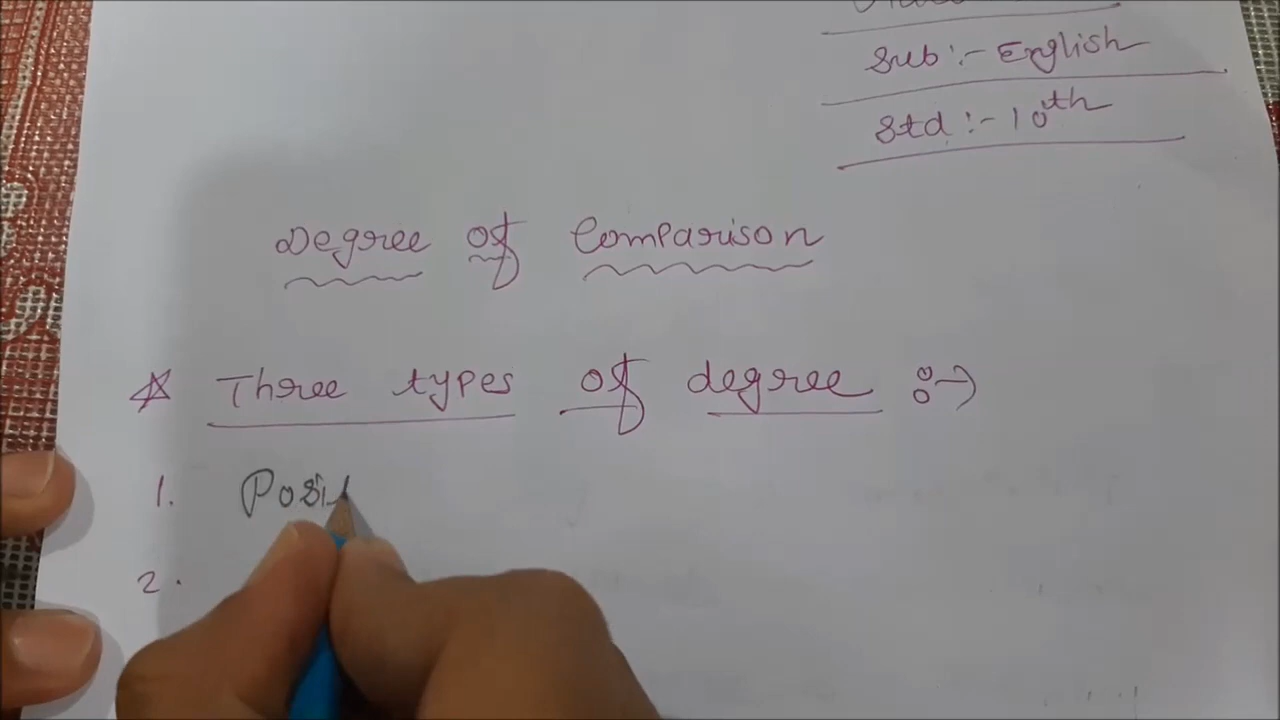 Sub :- English
Std :- 10th
Degree of Comparison
☆ Three types of degree :→
1. Posi
2.